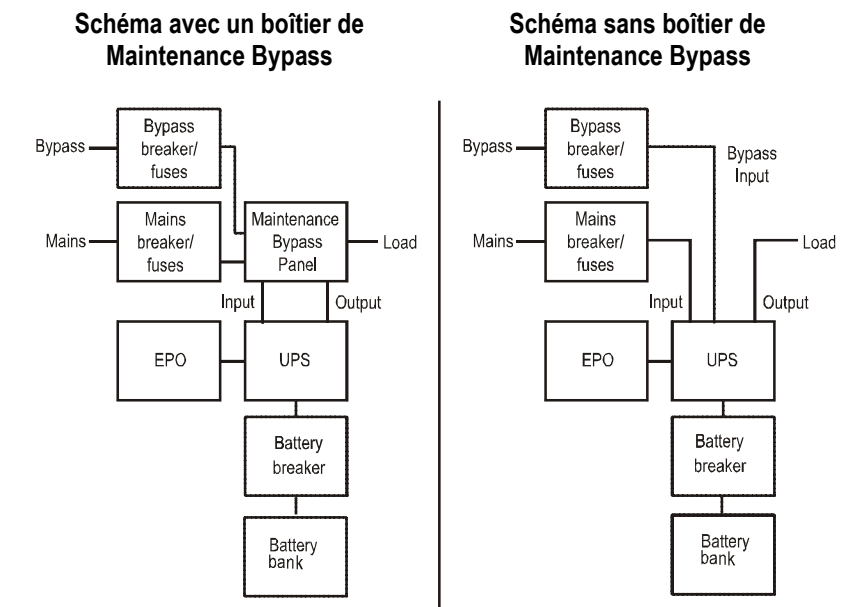 Schéma avec un boîtier de
Maintenance Bypass
Bypass
Bypass
breaker/
fuses
Mains
Mains
breaker/
fuses
Maintenance
Bypass
Panel
Load
Input
Output
EPO
UPS
Battery
breaker
Battery
bank
Schéma sans boîtier de
Maintenance Bypass
Bypass
Bypass
breaker/
fuses
Bypass
Input
Mains
Mains
breaker/
fuses
Load
Input
Output
EPO
UPS
Battery
breaker
Battery
bank